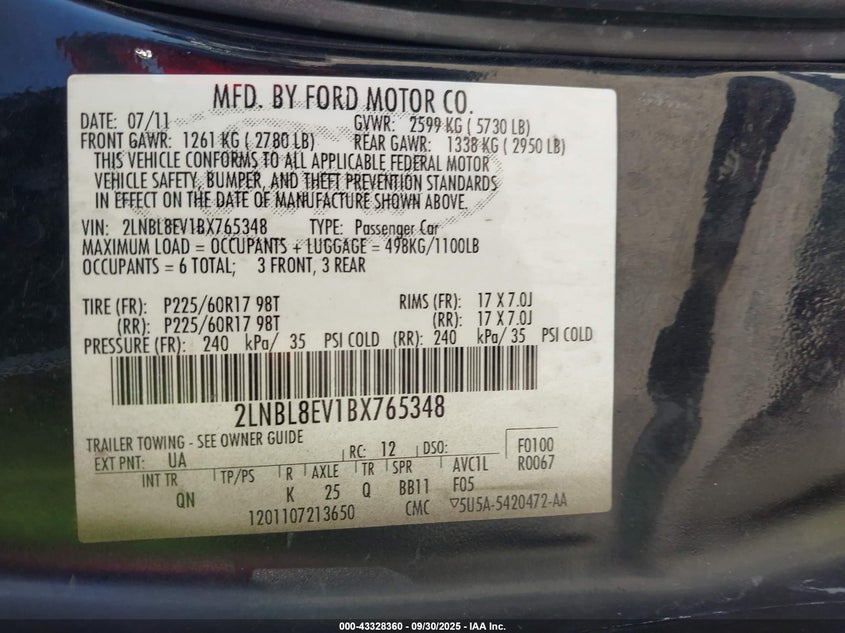 MFD. BY FORD MOTOR CO.
DATE: 07/11 GVWR: 2599 KG ( 5730 LB)
FRONT GAWR: 1261 KG ( 2780 LB) REAR GAWR: 1338 KG ( 2950 LB)
THIS VEHICLE CONFORMS TO ALL APPLICABLE FEDERAL MOTOR
VEHICLE SAFETY, BUMPER, AND THEFT PREVENTION STANDARDS
IN EFFECT ON THE DATE OF MANUFACTURE SHOWN ABOVE.
VIN: 2LNBL8EV1BX765348 TYPE: Passenger Car
MAXIMUM LOAD = OCCUPANTS + LUGGAGE = 498KG/1100LB
OCCUPANTS = 6 TOTAL; 3 FRONT, 3 REAR
TIRE (FR): P225/60R17 98T RIMS (FR): 17 X 7.0J
(RR): P225/60R17 98T (RR): 17 X 7.0J
PRESSURE (FR): 240 kPa/ 35 PSI COLD (RR): 240 kPa/ 35 PSI COLD
2LNBL8EV1BX765348
TRAILER TOWING - SEE OWNER GUIDE
EXT PNT: UA RC: 12 DSO: F0100
R0067
INT TR TP/PS R AXLE TR SPR AVC1L
QN K 25 Q BB11 F05
1201107213650 CMC ▽5U5A-5420472-AA
000-43328360 - 09/30/2025 - IAA Inc.